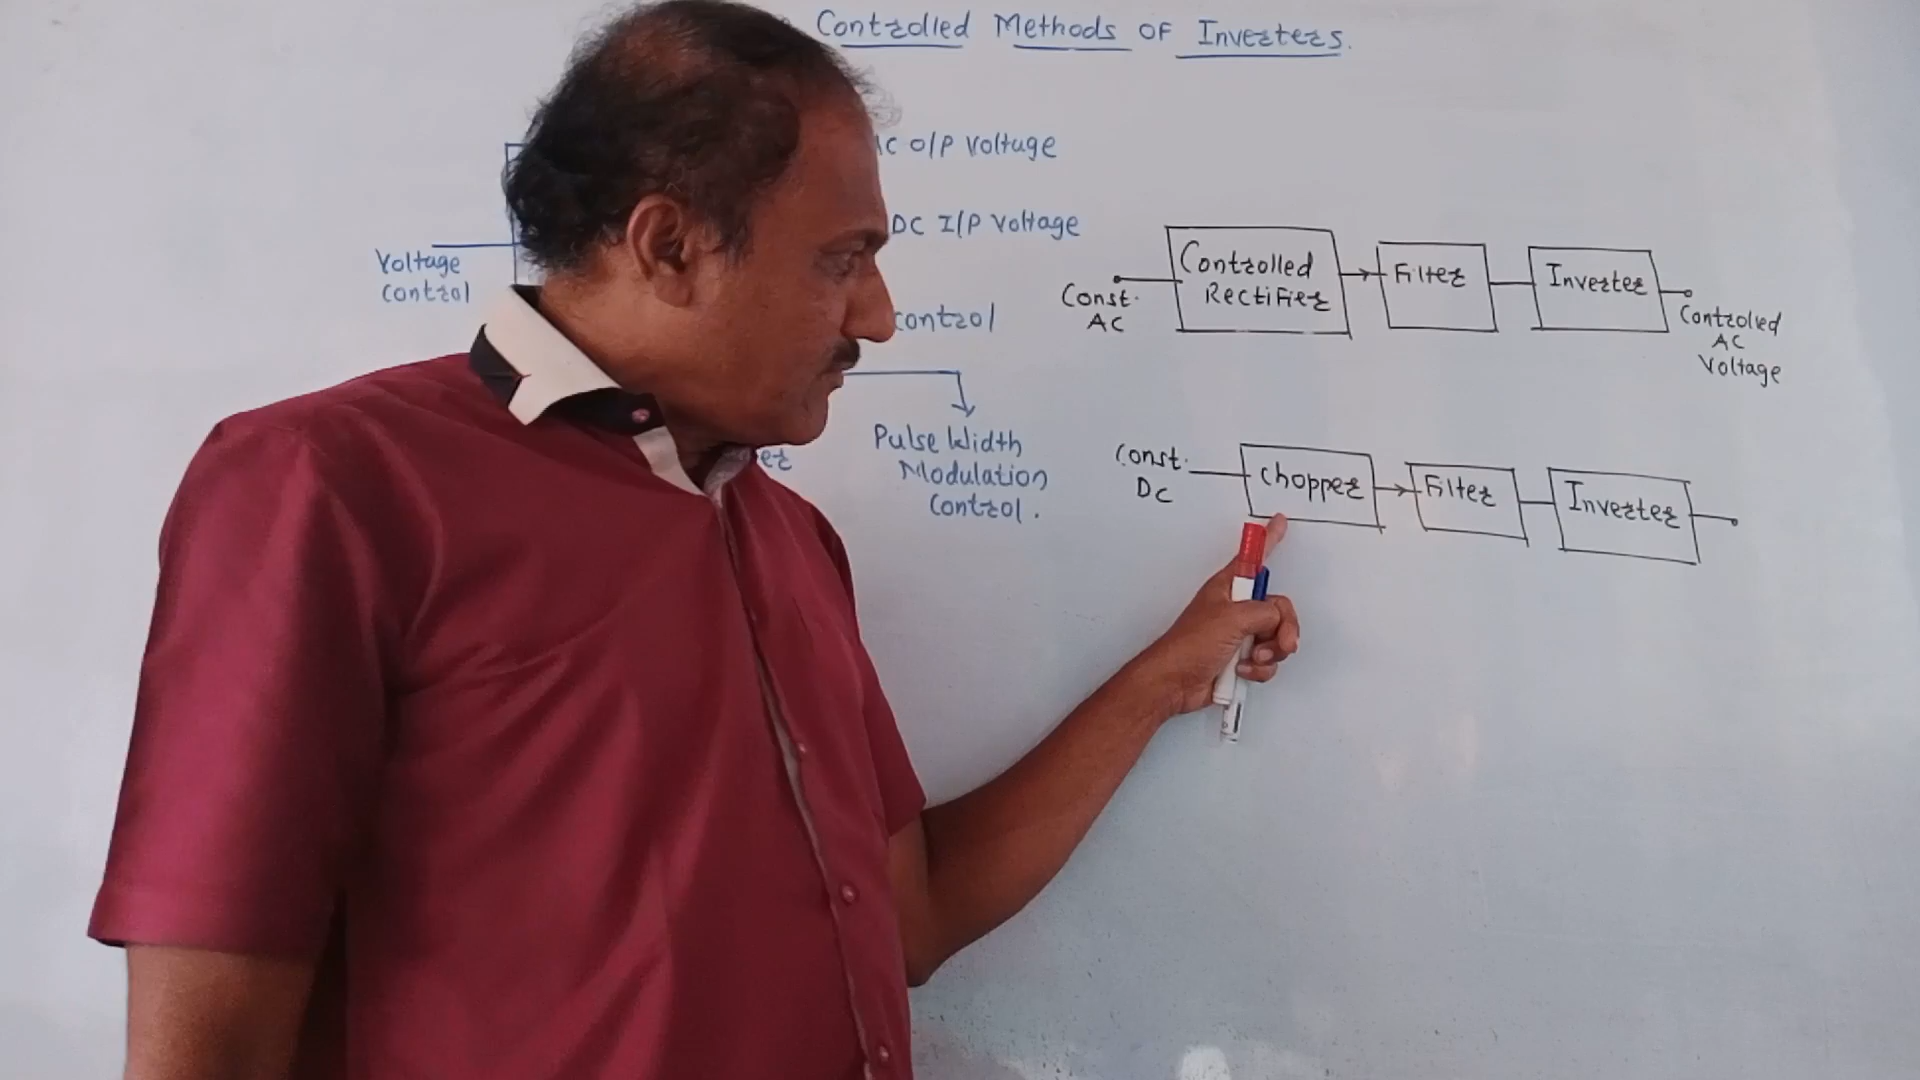 Controlled Methods OF Inverters.
AC O/P Voltage
DC I/P Voltage
Voltage
control
control
Pulse Width
Modulation
Control.
Const.
AC
Controlled
Rectifier
Filter
Inverter
Controlled
AC
Voltage
Const.
DC
Chopper
Filter
Inverter